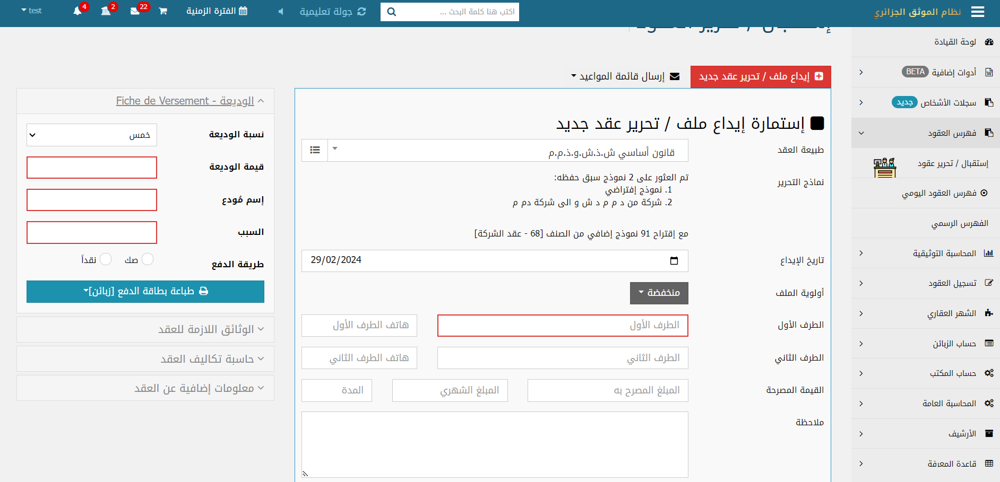 نظام الموثق الجزائري
اكتب هنا كلمة البحث ...
جولة تعليمية
الفترة الزمنية
22
2
4
test
لوحة القيادة
أدوات إضافية BETA
سجلات الأشخاص جديد
فهرس العقود
إستقبال / تحرير عقود
فهرس العقود اليومي
الفهرس الرسمي
المحاسبة التوثيقية
تسجيل العقود
الشهر العقاري
حساب الزبائن
حساب المكتب
المحاسبة العامة
الأرشيف
قاعدة المعرفة
إيداع ملف / تحرير عقد جديد
إرسال قائمة المواعيد
إستمارة إيداع ملف / تحرير عقد جديد
طبيعة العقد
قانون أساسي ش.ذ.ش.و.ذ.م.م
نماذج التحرير
تم العثور على 2 نموذج سبق حفظه:
1. نموذج إفتراضي
2. شركة من د م م د ش و الى شركة دم م
مع إقتراح 91 نموذج إضافي من الصنف [68 - عقد الشركة]
تاريخ الإيداع
29/02/2024
أولوية الملف
منخفضة
الطرف الأول
الطرف الأول
هاتف الطرف الأول
الطرف الثاني
الطرف الثاني
هاتف الطرف الثاني
القيمة المصرحة
المبلغ المصرح به
المبلغ الشهري
المدة
ملاحظة
الوديعة - Fiche de Versement
نسبة الوديعة
خمس
قيمة الوديعة
إسم مُودع
السبب
طريقة الدفع
صك
نقداً
طباعة بطاقة الدفع [زبائن]
الوثائق اللازمة للعقد
حاسبة تكاليف العقد
معلومات إضافية عن العقد